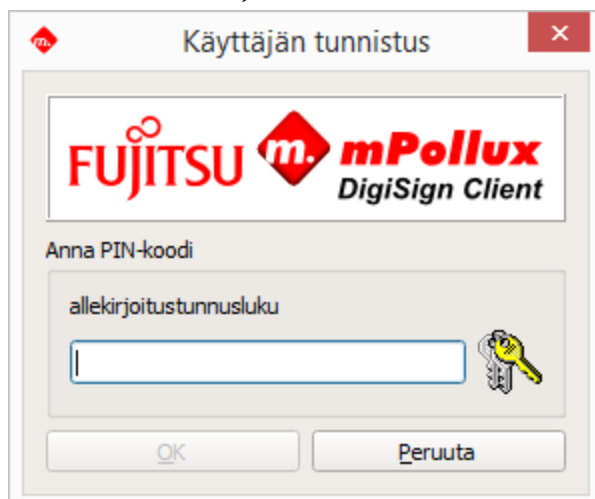 Käyttäjän tunnistus
FUJITSU m. mPollux
DigiSign Client
Anna PIN-koodi
allekirjoitustunnusluku
OK
Peruuta